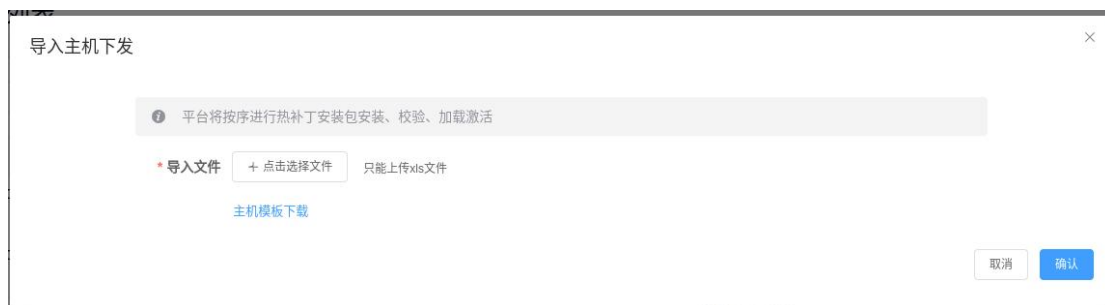 导入主机下发
平台将按序进行热补丁安装包安装、校验、加载激活
* 导入文件 + 点击选择文件 只能上传xls文件
主机模板下载
取消 确认